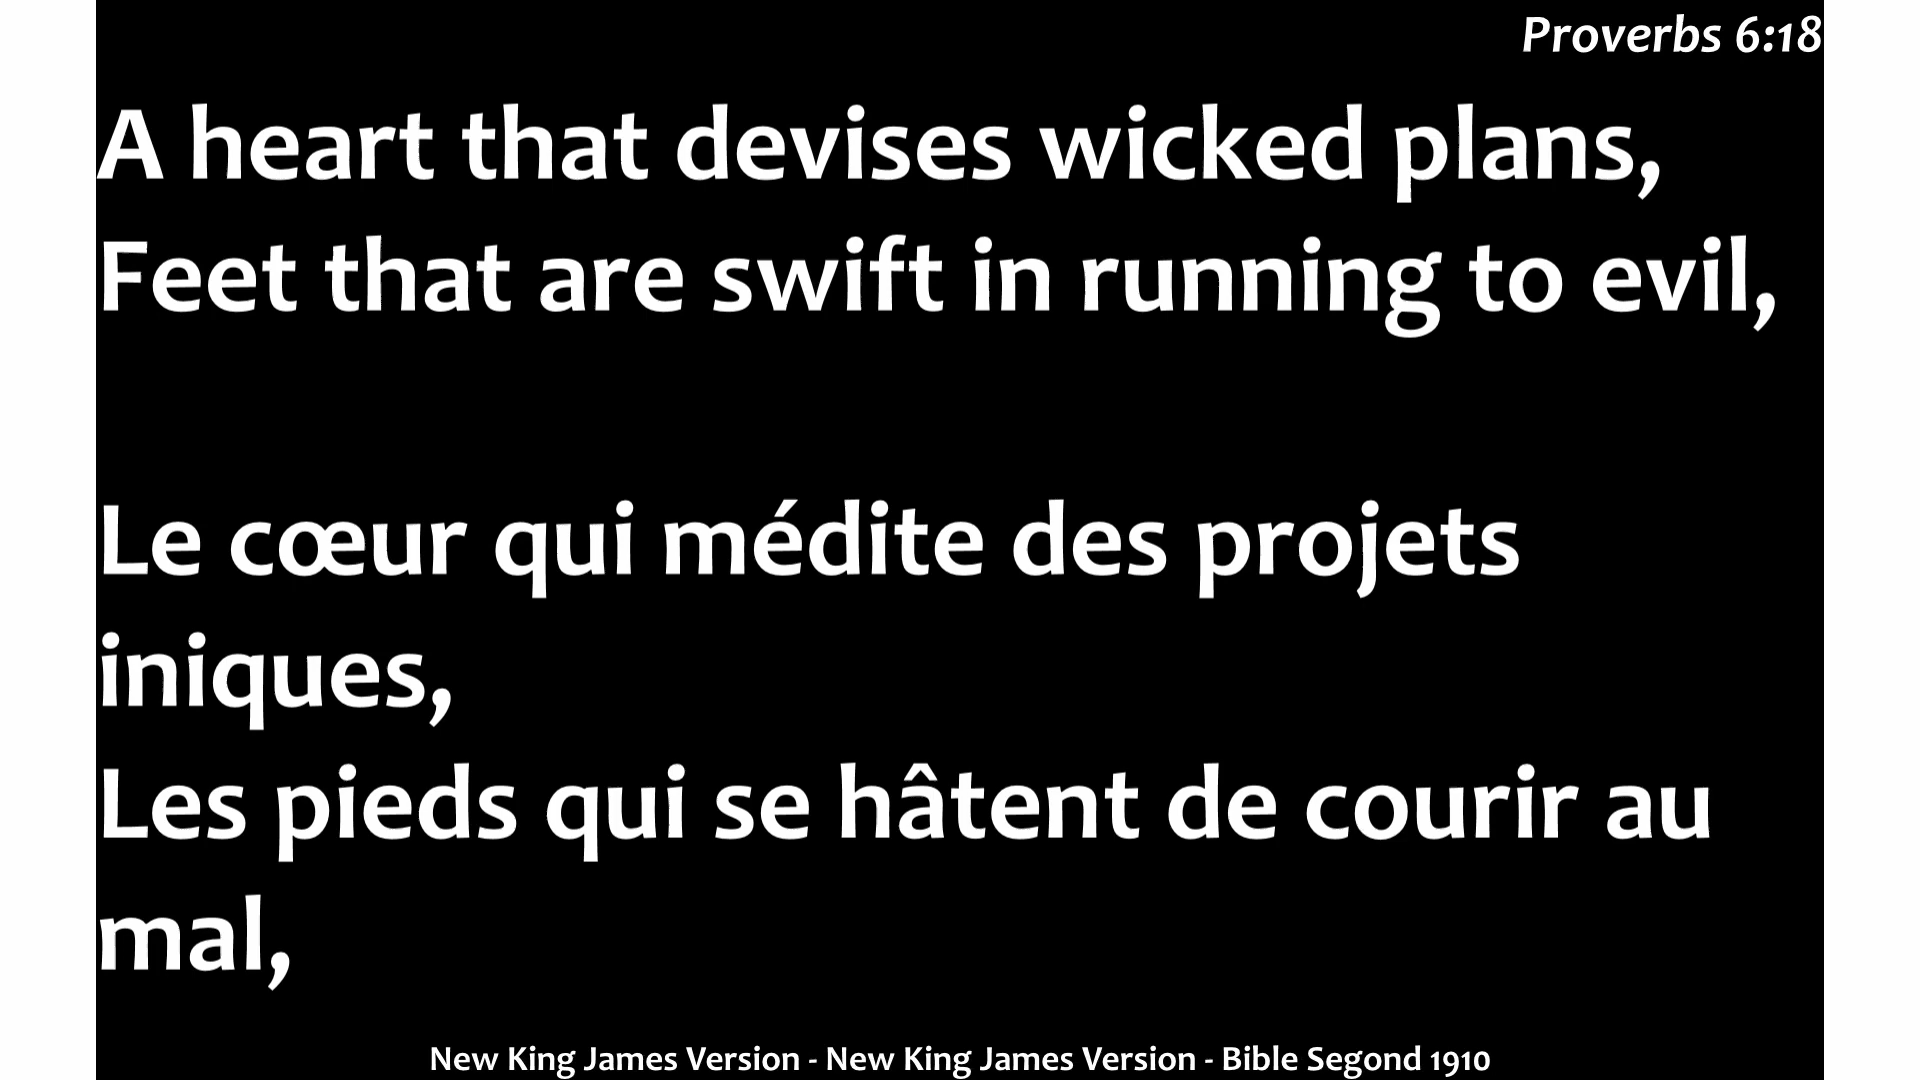 Proverbs 6:18
A heart that devises wicked plans,
Feet that are swift in running to evil,
Le cœur qui médite des projets
iniques,
Les pieds qui se hâtent de courir au
mal,
New King James Version - New King James Version - Bible Segond 1910